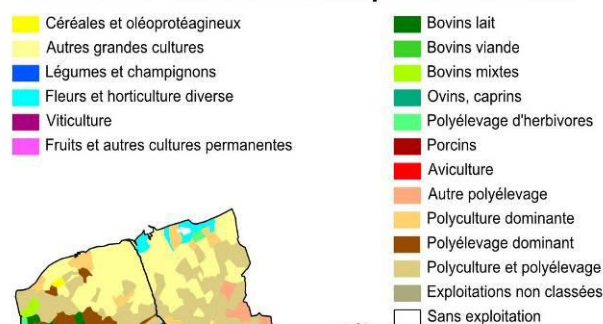 Céréales et oléoprotéagineux
Autres grandes cultures
Légumes et champignons
Fleurs et horticulture diverse
Viticulture
Fruits et autres cultures permanentes
Bovins lait
Bovins viande
Bovins mixtes
Ovins, caprins
Polyélevage d'herbivores
Porcins
Aviculture
Autre polyélevage
Polyculture dominante
Polyélevage dominant
Polyculture et polyélevage
Exploitations non classées
Sans exploitation